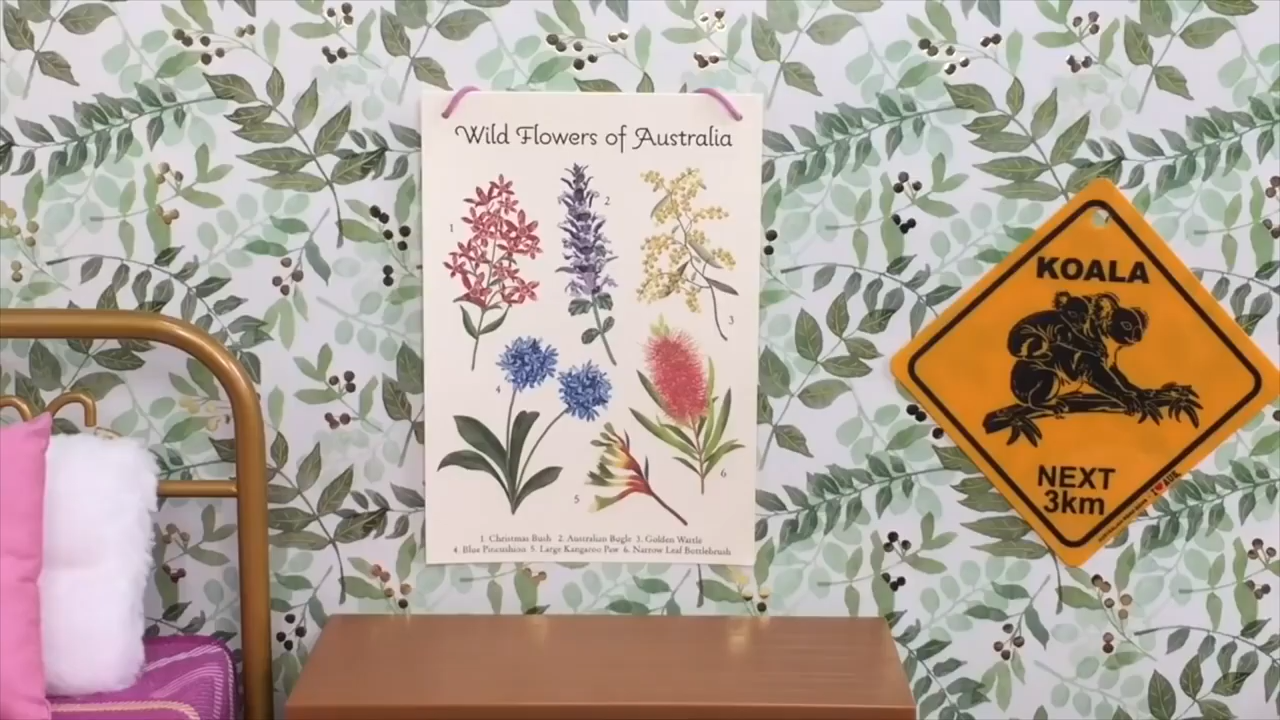 Wild Flowers of Australia
1
2
3
4
5
6
1. Christmas Bush 2. Australian Bugle 3. Golden Wattle
4. Blue Pincushion 5. Large Kangaroo Paw 6. Narrow Leaf Bottlebrush
KOALA
NEXT
3km
I ❤ AUS